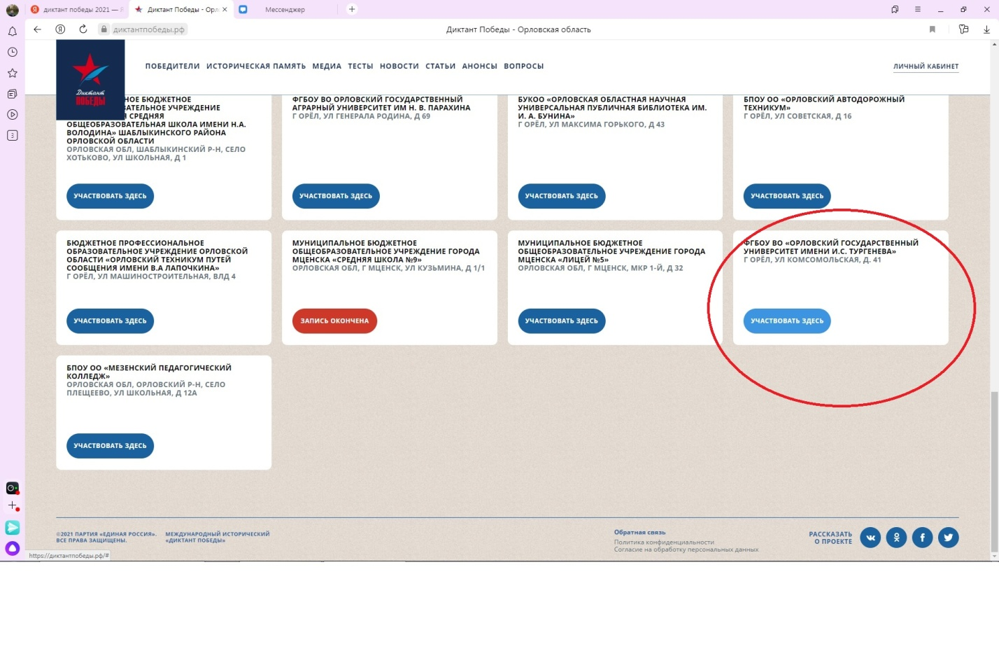 диктант победы 2021 — Я
Диктант Победы - Орл
Мессенджер
диктантпобеды.рф
Диктант Победы - Орловская область
Диктант
ПОБЕДЫ
ПОБЕДИТЕЛИ ИСТОРИЧЕСКАЯ ПАМЯТЬ МЕДИА ТЕСТЫ НОВОСТИ СТАТЬИ АНОНСЫ ВОПРОСЫ
ЛИЧНЫЙ КАБИНЕТ
НОЕ БЮДЖЕТНОЕ
АТЕЛЬНОЕ УЧРЕЖДЕНИЕ
СРЕДНЯЯ
ОБЩЕОБРАЗОВАТЕЛЬНАЯ ШКОЛА ИМЕНИ Н.А.
ВОЛОДИНА» ШАБЛЫКИНСКОГО РАЙОНА
ОРЛОВСКОЙ ОБЛАСТИ
ОРЛОВСКАЯ ОБЛ, ШАБЛЫКИНСКИЙ Р-Н, СЕЛО
ХОТЬКОВО, УЛ ШКОЛЬНАЯ, Д 1
УЧАСТВОВАТЬ ЗДЕСЬ
ФГБОУ ВО ОРЛОВСКИЙ ГОСУДАРСТВЕННЫЙ
АГРАРНЫЙ УНИВЕРСИТЕТ ИМ Н. В. ПАРАХИНА
Г ОРЁЛ, УЛ ГЕНЕРАЛА РОДИНА, Д 69
УЧАСТВОВАТЬ ЗДЕСЬ
БУКОО «ОРЛОВСКАЯ ОБЛАСТНАЯ НАУЧНАЯ
УНИВЕРСАЛЬНАЯ ПУБЛИЧНАЯ БИБЛИОТЕКА ИМ.
И. А. БУНИНА»
Г ОРЁЛ, УЛ МАКСИМА ГОРЬКОГО, Д 43
УЧАСТВОВАТЬ ЗДЕСЬ
БПОУ ОО «ОРЛОВСКИЙ АВТОДОРОЖНЫЙ
ТЕХНИКУМ»
Г ОРЁЛ, УЛ СОВЕТСКАЯ, Д 16
УЧАСТВОВАТЬ ЗДЕСЬ
БЮДЖЕТНОЕ ПРОФЕССИОНАЛЬНОЕ
ОБРАЗОВАТЕЛЬНОЕ УЧРЕЖДЕНИЕ ОРЛОВСКОЙ
ОБЛАСТИ «ОРЛОВСКИЙ ТЕХНИКУМ ПУТЕЙ
СООБЩЕНИЯ ИМЕНИ В.А ЛАПОЧКИНА»
Г ОРЁЛ, УЛ МАШИНОСТРОИТЕЛЬНАЯ, ВЛД 4
УЧАСТВОВАТЬ ЗДЕСЬ
МУНИЦИПАЛЬНОЕ БЮДЖЕТНОЕ
ОБЩЕОБРАЗОВАТЕЛЬНОЕ УЧРЕЖДЕНИЕ ГОРОДА
МЦЕНСКА «СРЕДНЯЯ ШКОЛА №9»
ОРЛОВСКАЯ ОБЛ, Г МЦЕНСК, УЛ КУЗЬМИНА, Д 1/1
ЗАПИСЬ ОКОНЧЕНА
МУНИЦИПАЛЬНОЕ БЮДЖЕТНОЕ
ОБЩЕОБРАЗОВАТЕЛЬНОЕ УЧРЕЖДЕНИЕ ГОРОДА
МЦЕНСКА «ЛИЦЕЙ №5»
ОРЛОВСКАЯ ОБЛ, Г МЦЕНСК, МКР 1-Й, Д 32
УЧАСТВОВАТЬ ЗДЕСЬ
ФГБОУ ВО «ОРЛОВСКИЙ ГОСУДАРСТВЕННЫЙ
УНИВЕРСИТЕТ ИМЕНИ И.С. ТУРГЕНЕВА»
Г ОРЁЛ, УЛ КОМСОМОЛЬСКАЯ, Д. 41
УЧАСТВОВАТЬ ЗДЕСЬ
БПОУ ОО «МЕЗЕНСКИЙ ПЕДАГОГИЧЕСКИЙ
КОЛЛЕДЖ»
ОРЛОВСКАЯ ОБЛ, ОРЛОВСКИЙ Р-Н, СЕЛО
ПЛЕЩЕЕВО, УЛ ШКОЛЬНАЯ, Д 12А
УЧАСТВОВАТЬ ЗДЕСЬ
©2021 ПАРТИЯ «ЕДИНАЯ РОССИЯ».
ВСЕ ПРАВА ЗАЩИЩЕНЫ.
МЕЖДУНАРОДНЫЙ ИСТОРИЧЕСКИЙ
«ДИКТАНТ ПОБЕДЫ»
Обратная связь
Политика конфиденциальности
Согласие на обработку персональных данных
РАССКАЗАТЬ
О ПРОЕКТЕ
https://диктантпобеды.рф/#